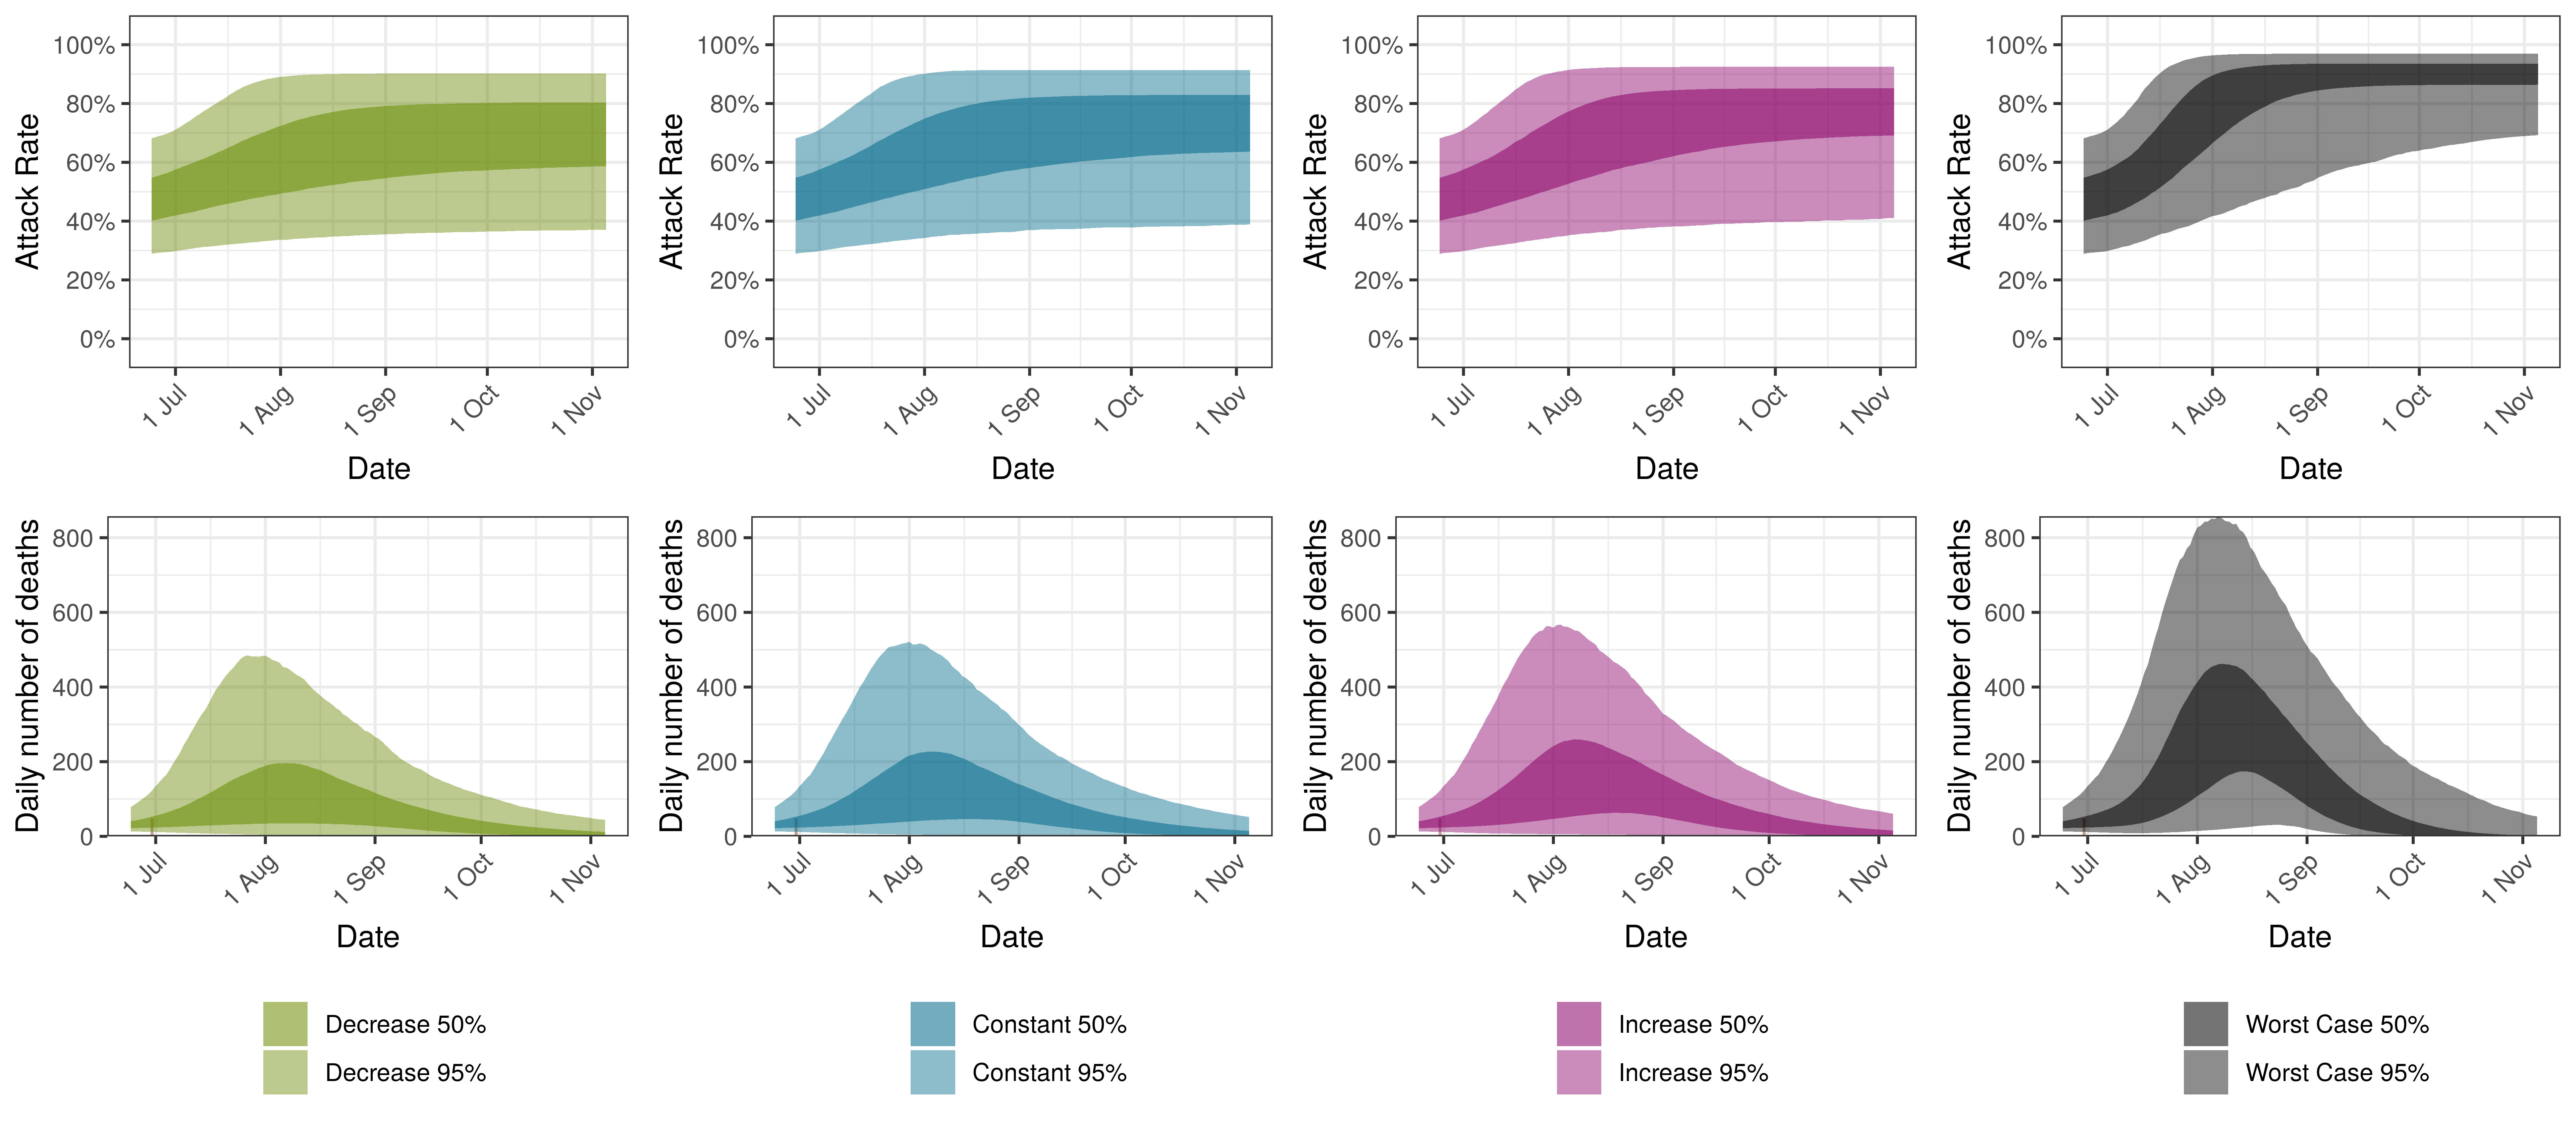 Attack Rate
100%
80%
60%
40%
20%
0%
1 Jul
1 Aug
1 Sep
1 Oct
1 Nov
Date
Attack Rate
100%
80%
60%
40%
20%
0%
1 Jul
1 Aug
1 Sep
1 Oct
1 Nov
Date
Attack Rate
100%
80%
60%
40%
20%
0%
1 Jul
1 Aug
1 Sep
1 Oct
1 Nov
Date
Attack Rate
100%
80%
60%
40%
20%
0%
1 Jul
1 Aug
1 Sep
1 Oct
1 Nov
Date
Daily number of deaths
800
600
400
200
0
1 Jul
1 Aug
1 Sep
1 Oct
1 Nov
Date
Daily number of deaths
800
600
400
200
0
1 Jul
1 Aug
1 Sep
1 Oct
1 Nov
Date
Daily number of deaths
800
600
400
200
0
1 Jul
1 Aug
1 Sep
1 Oct
1 Nov
Date
Daily number of deaths
800
600
400
200
0
1 Jul
1 Aug
1 Sep
1 Oct
1 Nov
Date
Decrease 50%
Decrease 95%
Constant 50%
Constant 95%
Increase 50%
Increase 95%
Worst Case 50%
Worst Case 95%